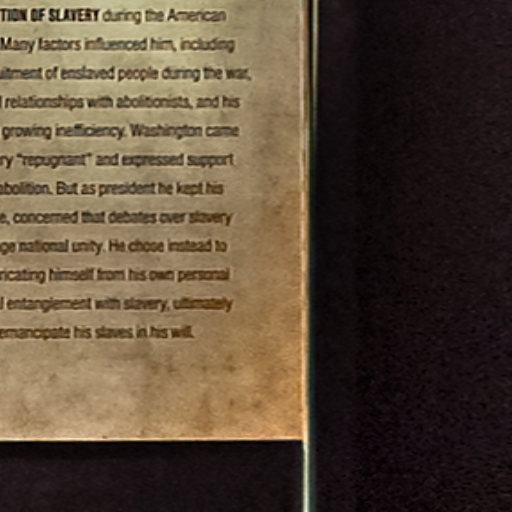 TION OF SLAVERY during the American
Many factors influenced him, including
uitment of enslaved people during the war,
l relationships with abolitionists, and his
growing inefficiency. Washington came
ry "repugnant" and expressed support
abolition. But as president he kept his
e, concerned that debates over slavery
ge national unity. He chose instead to
ricating himself from his own personal
l entanglement with slavery, ultimately
emancipate his slaves in his will.